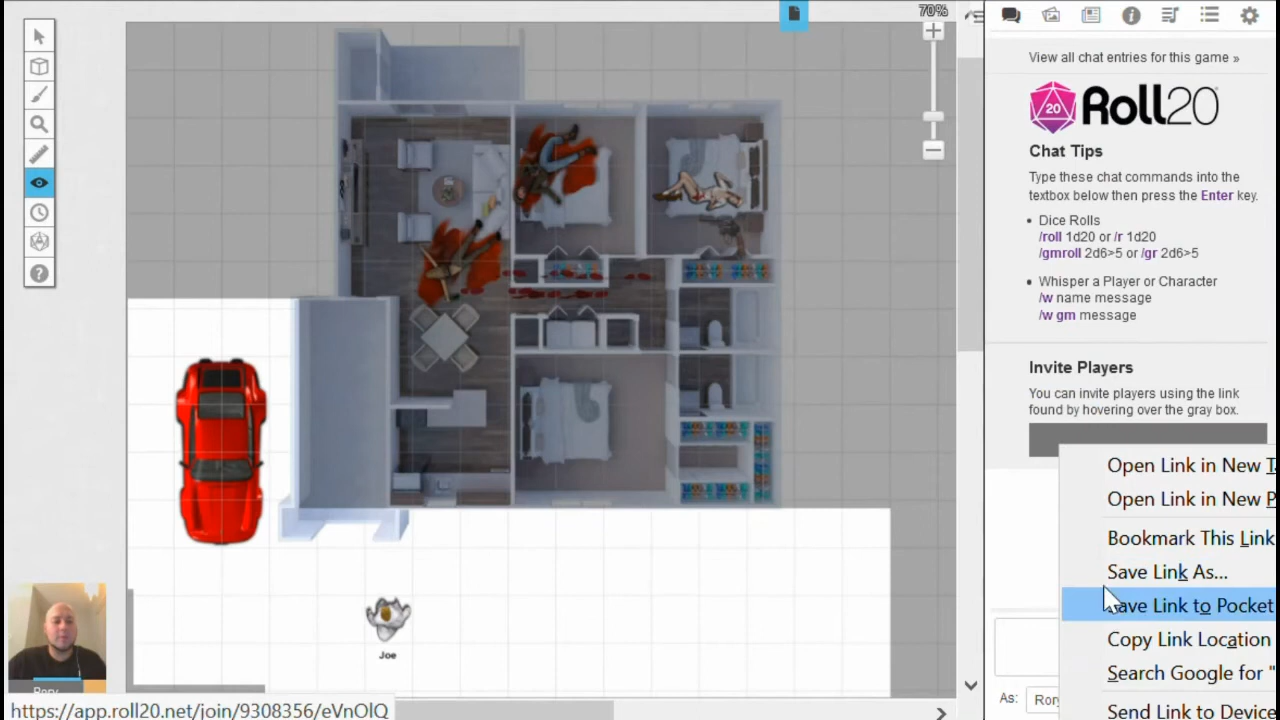 70%
View all chat entries for this game »
20
Roll20
Chat Tips
Type these chat commands into the
textbox below then press the Enter key.
Dice Rolls
/roll 1d20 or /r 1d20
/gmroll 2d6>5 or /gr 2d6>5
Whisper a Player or Character
/w name message
/w gm message
Invite Players
You can invite players using the link
found by hovering over the gray box.
Open Link in New
Open Link in New P
Bookmark This Link
Save Link As...
ave Link to Pocket
Copy Link Location
Search Google for "
Send Link to Device
As:
Rory
Joe
https://app.roll20.net/join/9308356/eVnOlQ